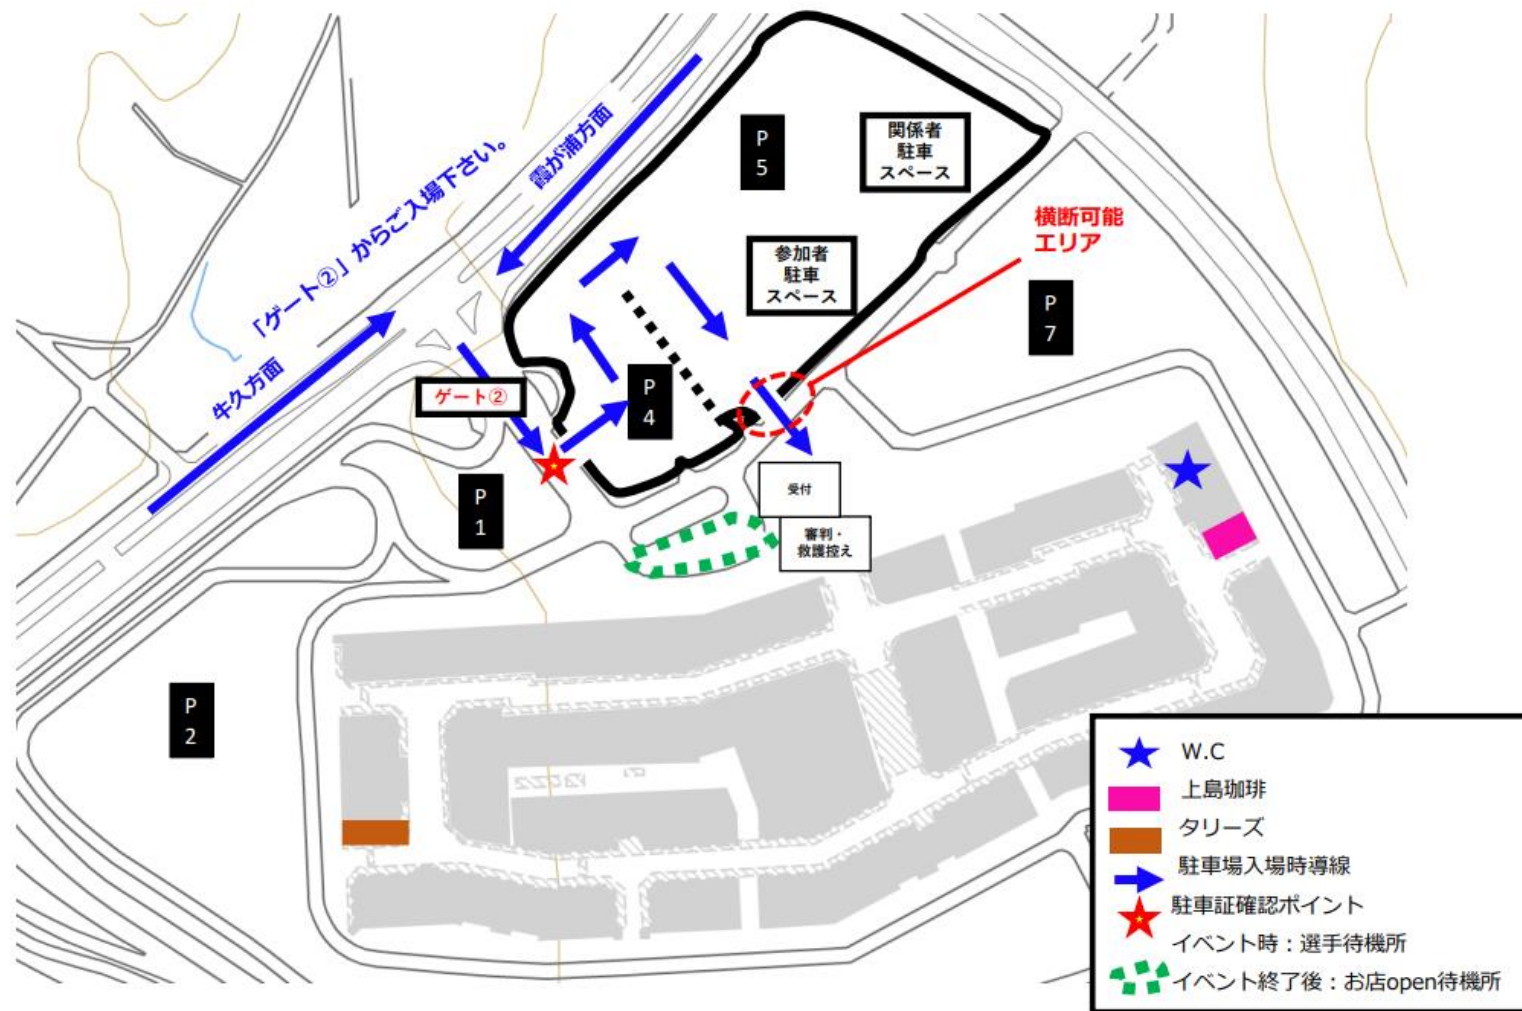 「ゲート②」からご入場下さい。
霞が浦方面
牛久方面
P
5
関係者
駐車
スペース
参加者
駐車
スペース
横断可能
エリア
P
7
ゲート②
P
4
P
1
受付
審判・
救護控え
P
2
W.C
上島珈琲
タリーズ
駐車場入場時導線
駐車証確認ポイント
イベント時：選手待機所
イベント終了後：お店open待機所